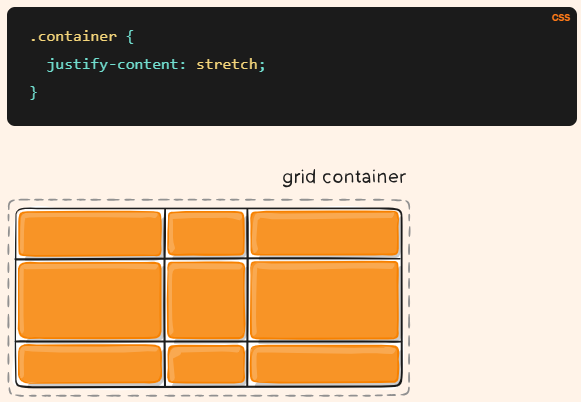 CSS
.container {
  justify-content: stretch;
}
grid container